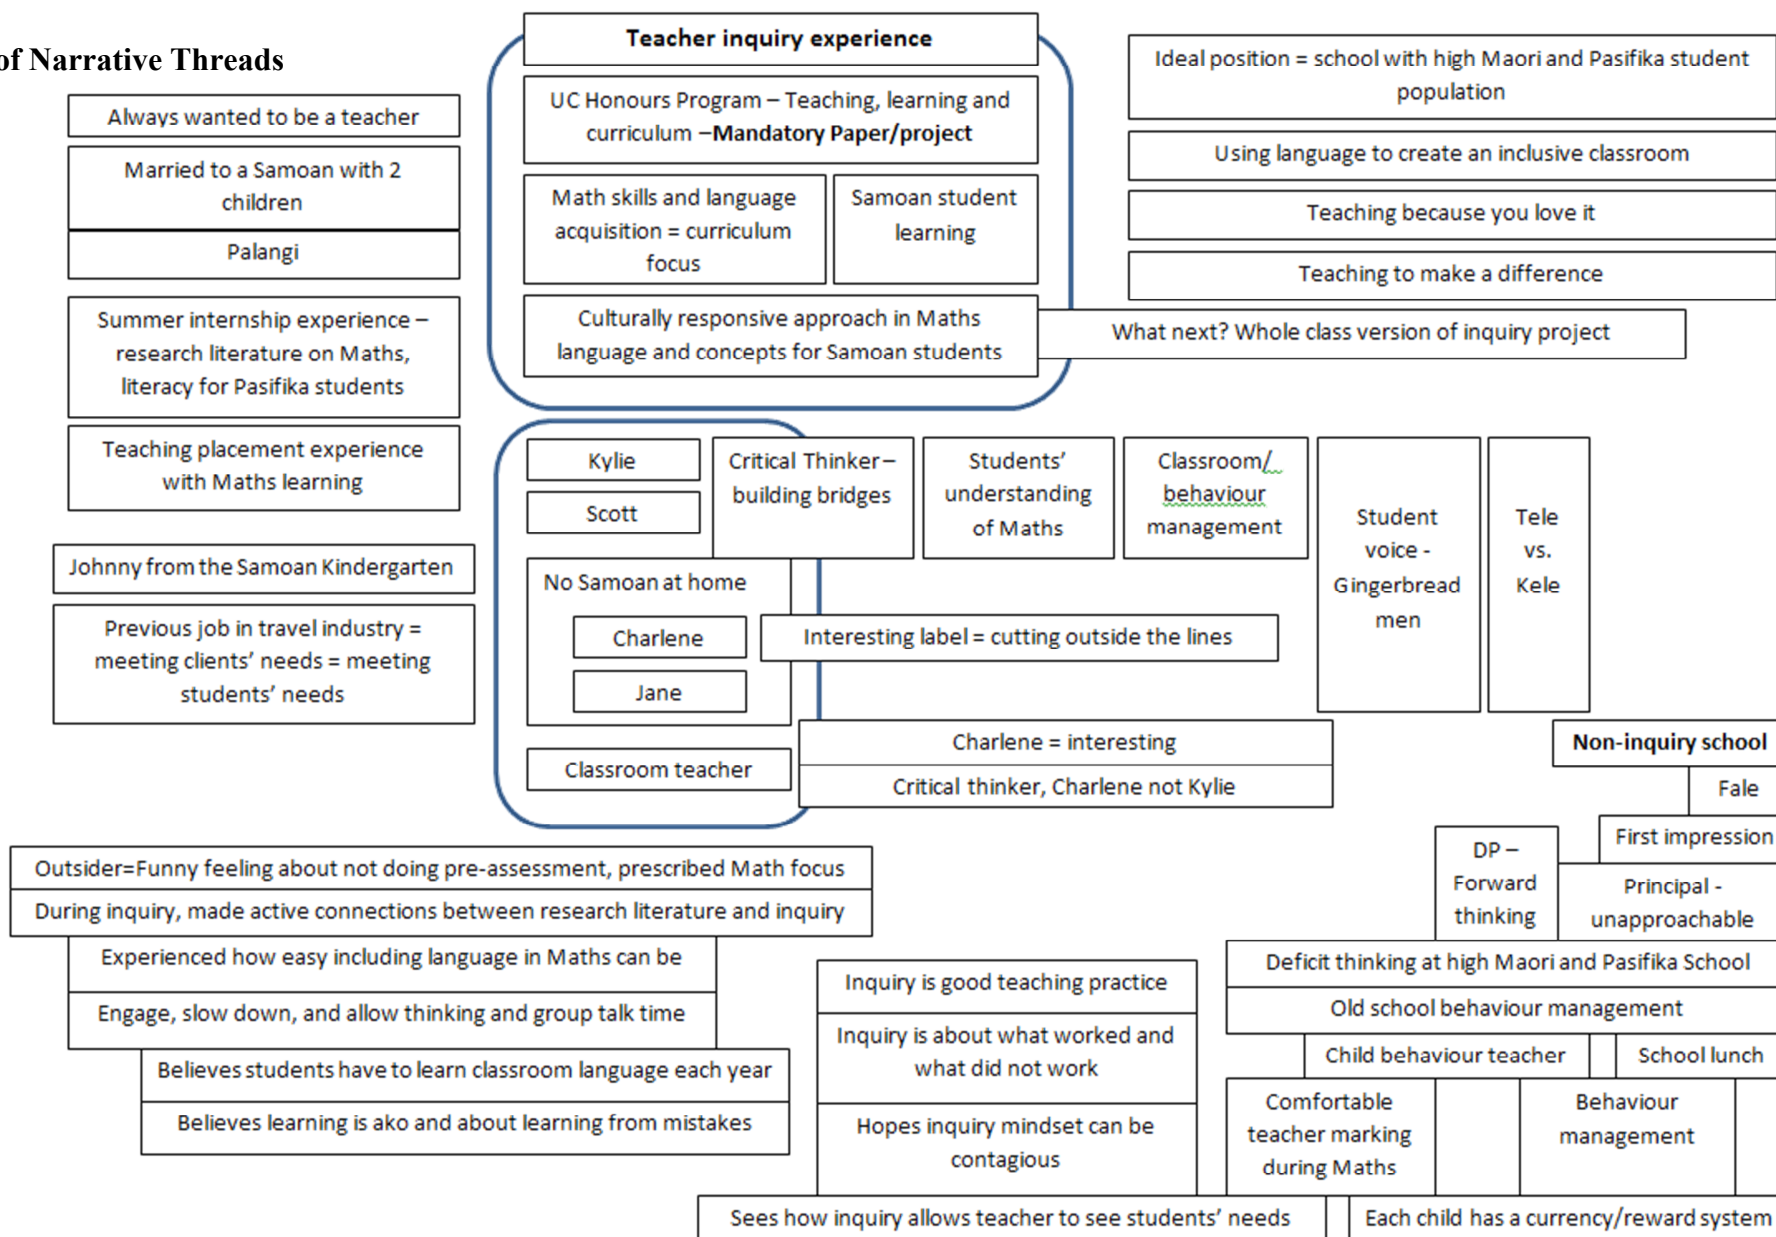 of Narrative Threads
Always wanted to be a teacher
Married to a Samoan with 2
children
Palangi
Summer internship experience –
research literature on Maths,
literacy for Pasifika students
Teaching placement experience
with Maths learning
Johnny from the Samoan Kindergarten
Previous job in travel industry =
meeting clients’ needs = meeting
students’ needs
Teacher inquiry experience
UC Honours Program – Teaching, learning and
curriculum –Mandatory Paper/project
Math skills and language
acquisition = curriculum
focus
Samoan student
learning
Culturally responsive approach in Maths
language and concepts for Samoan students
What next? Whole class version of inquiry project
Ideal position = school with high Maori and Pasifika student
population
Using language to create an inclusive classroom
Teaching because you love it
Teaching to make a difference
Kylie
Scott
No Samoan at home
Charlene
Jane
Classroom teacher
Critical Thinker –
building bridges
Students’
understanding
of Maths
Classroom/
behaviour
management
Student
voice -
Gingerbread
men
Tele
vs.
Kele
Interesting label = cutting outside the lines
Charlene = interesting
Critical thinker, Charlene not Kylie
Non-inquiry school
Fale
First impression
DP –
Forward
thinking
Principal -
unapproachable
Deficit thinking at high Maori and Pasifika School
Old school behaviour management
Child behaviour teacher
School lunch
Comfortable
teacher marking
during Maths
Behaviour
management
Each child has a currency/reward system
Outsider=Funny feeling about not doing pre-assessment, prescribed Math focus
During inquiry, made active connections between research literature and inquiry
Experienced how easy including language in Maths can be
Engage, slow down, and allow thinking and group talk time
Believes students have to learn classroom language each year
Believes learning is ako and about learning from mistakes
Inquiry is good teaching practice
Inquiry is about what worked and
what did not work
Hopes inquiry mindset can be
contagious
Sees how inquiry allows teacher to see students’ needs